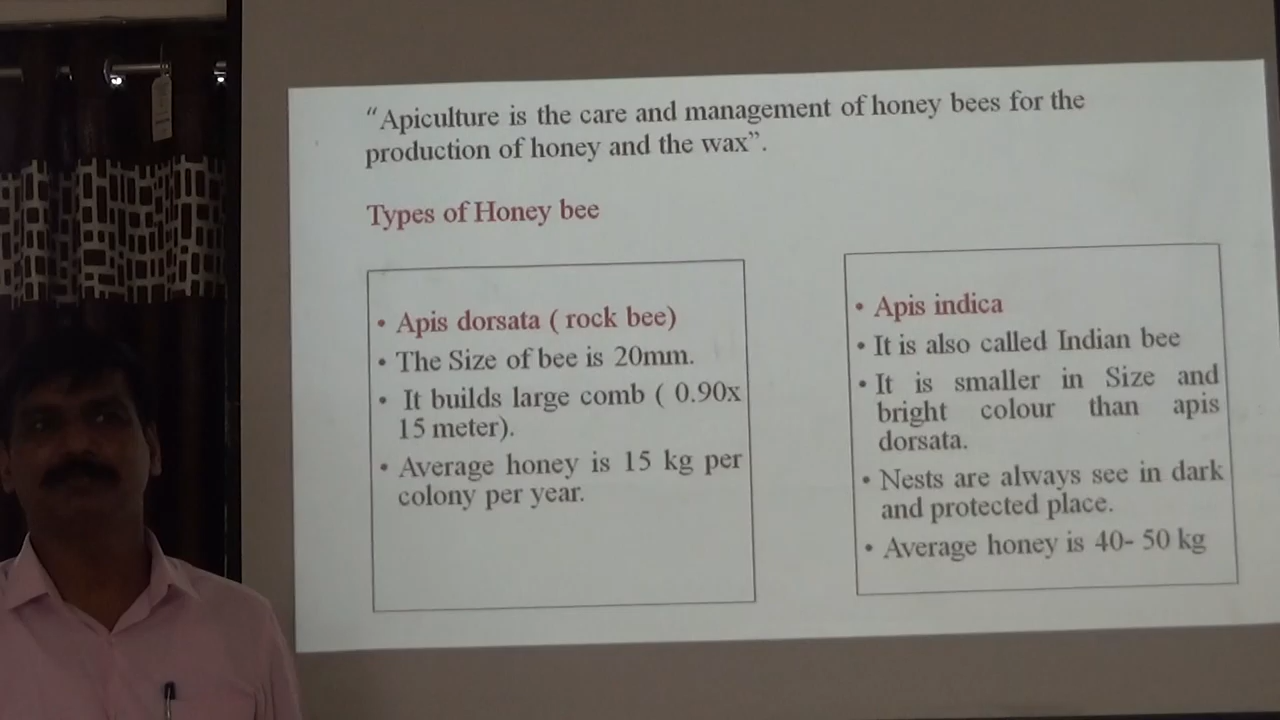 “Apiculture is the care and management of honey bees for the
production of honey and the wax”.
Types of Honey bee
• Apis dorsata ( rock bee)
• The Size of bee is 20mm.
• It builds large comb ( 0.90x
15 meter).
• Average honey is 15 kg per
colony per year.
• Apis indica
• It is also called Indian bee
• It is smaller in Size and
bright colour than apis
dorsata.
• Nests are always see in dark
and protected place.
• Average honey is 40- 50 kg